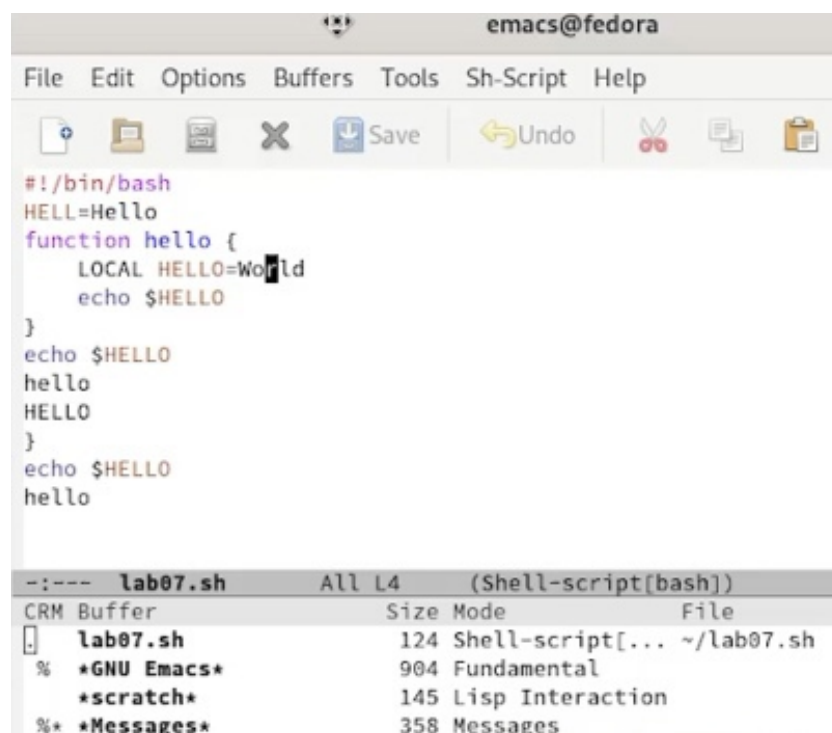 emacs@fedora
File Edit Options Buffers Tools Sh-Script Help
Save Undo
#!/bin/bash
HELL=Hello
function hello {
    LOCAL HELLO=World
    echo $HELLO
}
echo $HELLO
hello
HELLO
}
echo $HELLO
hello
-:--- lab07.sh All L4 (Shell-script[bash])
CRM Buffer Size Mode File
. lab07.sh 124 Shell-script[... ~/lab07.sh
% *GNU Emacs* 904 Fundamental
*scratch* 145 Lisp Interaction
%* *Messages* 358 Messages